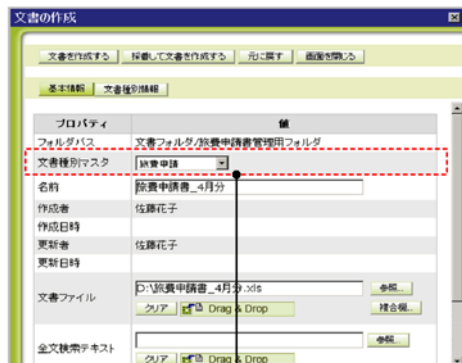 文書の作成
文書を作成する 採番して文書を作成する 元に戻す 画面を閉じる
基本情報 文書種別情報
プロパティ 値
フォルダパス 文書フォルダ/旅費申請書管理用フォルダ
文書種別マスタ 旅費申請
名前 旅費申請書_4月分
作成者 佐藤花子
作成日時
更新者 佐藤花子
更新日時
文書ファイル D:\旅費申請書_4月分.xls 参照...
クリア Drag & Drop 複合欄...
全文検索テキスト 参照...
クリア Drag & Drop